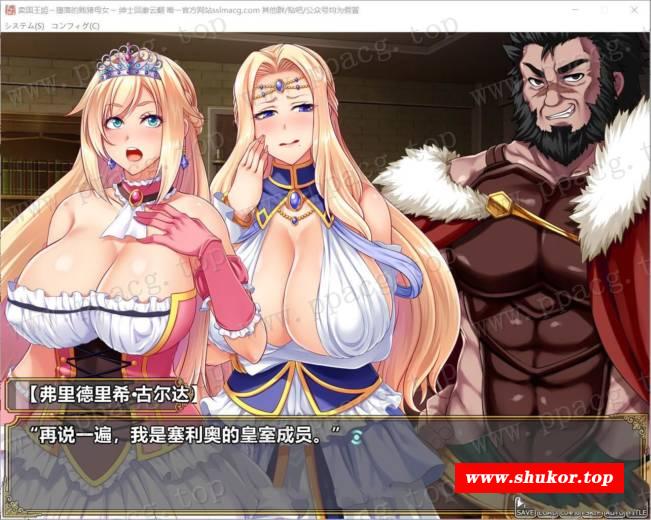 卖国王姬～堕落的贱猪母女～ 绅士回廊云翻 唯一官方网站sslmacg.com 其他群/贴吧/公众号均为假冒
システム(S) コンフィグ(C)
www.ppacg.top
【弗里德里希·古尔达】
“再说一遍，我是塞利奥的皇室成员。”
www.shukor.top
SAVE LOAD SKIP AUTO TITLE